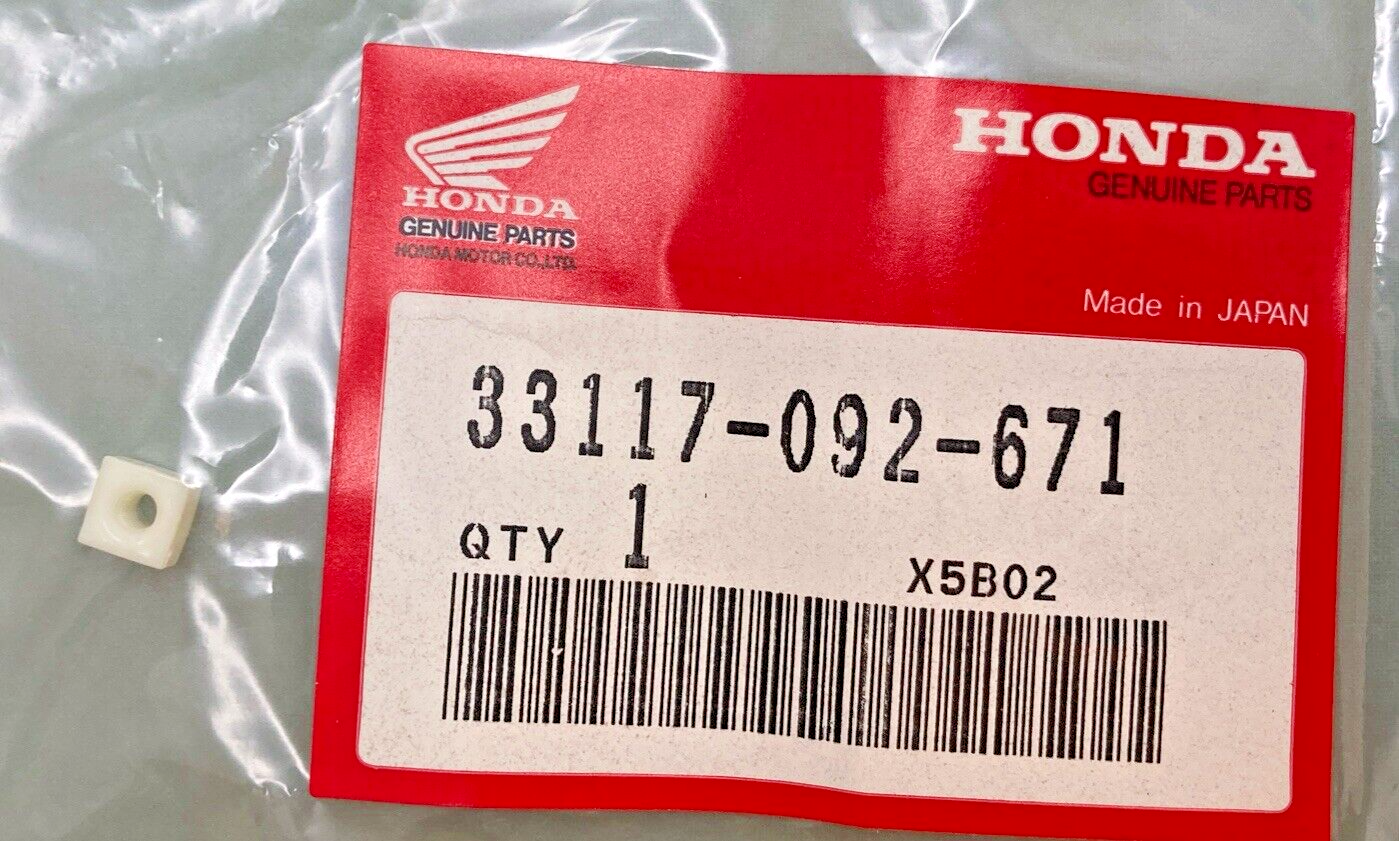 HONDA
GENUINE PARTS
HONDA MOTOR CO.,LTD.
HONDA
GENUINE PARTS
Made in JAPAN
33117-092-671
QTY 1
X5B02